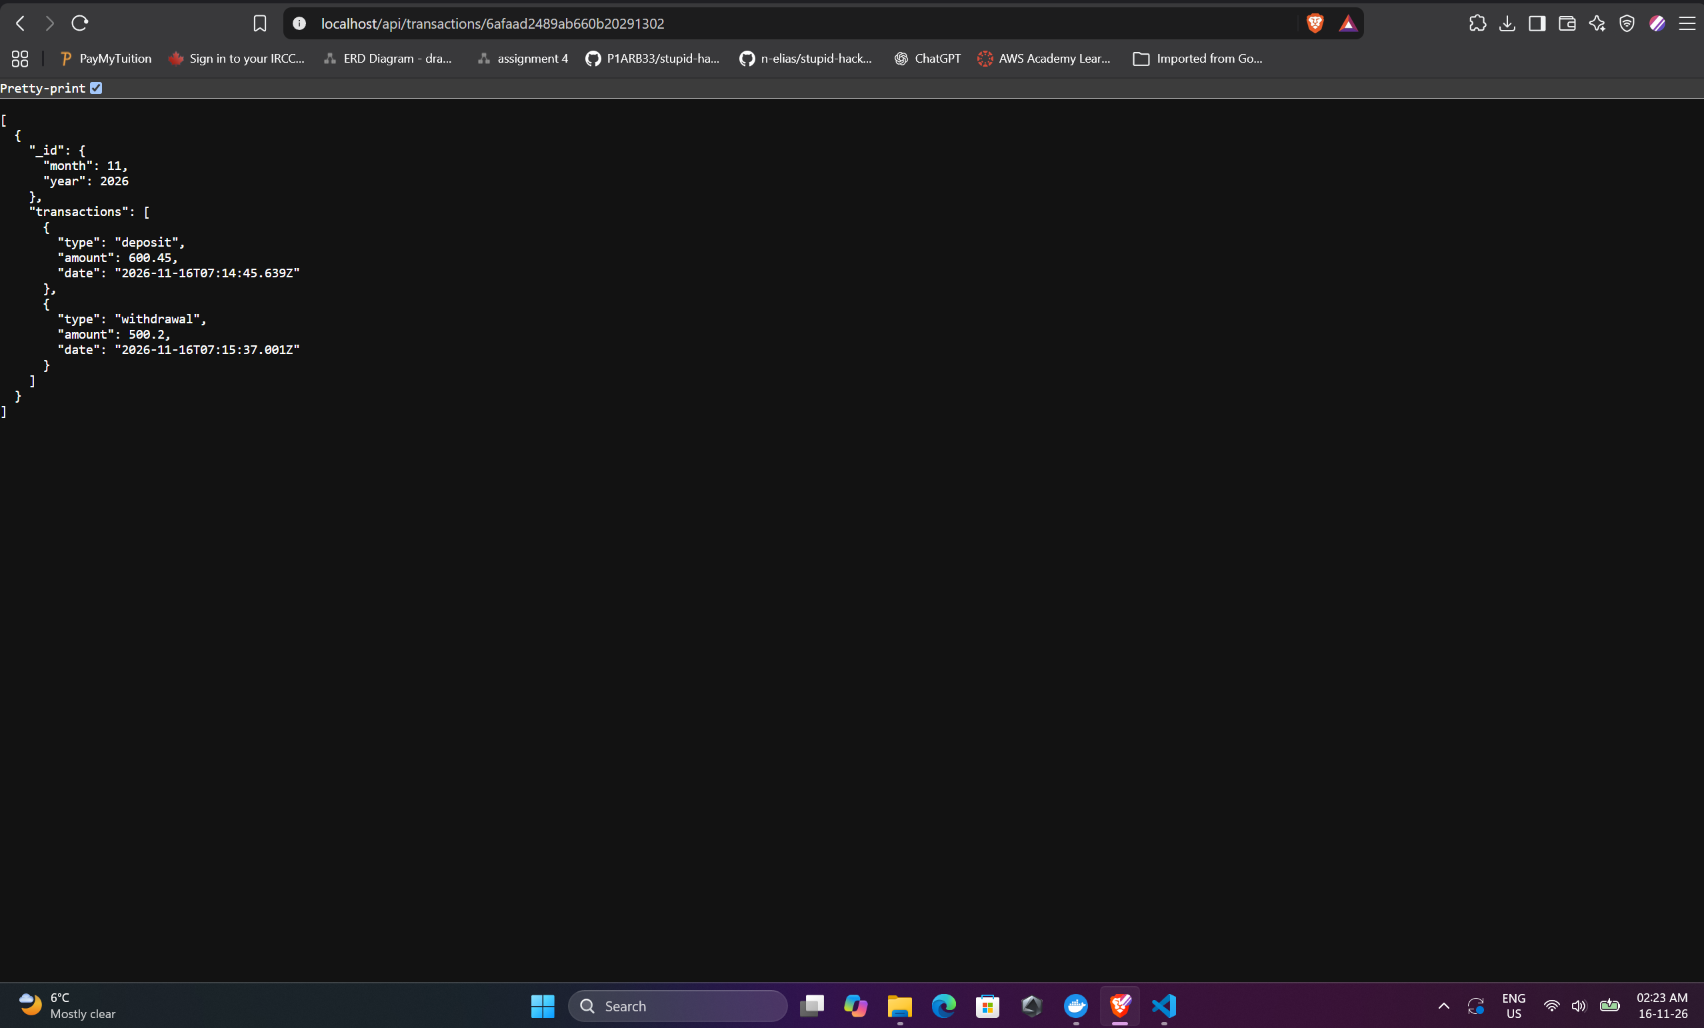 localhost/api/transactions/6afaad2489ab660b20291302
PayMyTuition
Sign in to your IRCC...
ERD Diagram - dra...
assignment 4
P1ARB33/stupid-ha...
n-elias/stupid-hack...
ChatGPT
AWS Academy Lear...
Imported from Go...
Pretty-print
[
  {
    "_id": {
      "month": 11,
      "year": 2026
    },
    "transactions": [
      {
        "type": "deposit",
        "amount": 600.45,
        "date": "2026-11-16T07:14:45.639Z"
      },
      {
        "type": "withdrawal",
        "amount": 500.2,
        "date": "2026-11-16T07:15:37.001Z"
      }
    ]
  }
]
6°C
Mostly clear
Search
ENG
US
02:23 AM
16-11-26